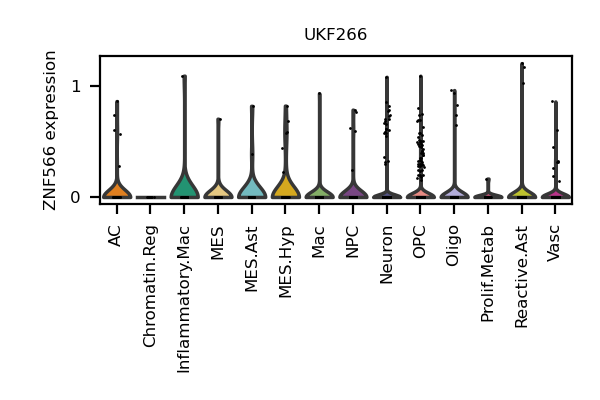 UKF266
ZNF566 expression
1
0
AC
Chromatin.Reg
Inflammatory.Mac
MES
MES.Ast
MES.Hyp
Mac
NPC
Neuron
OPC
Oligo
Prolif.Metab
Reactive.Ast
Vasc